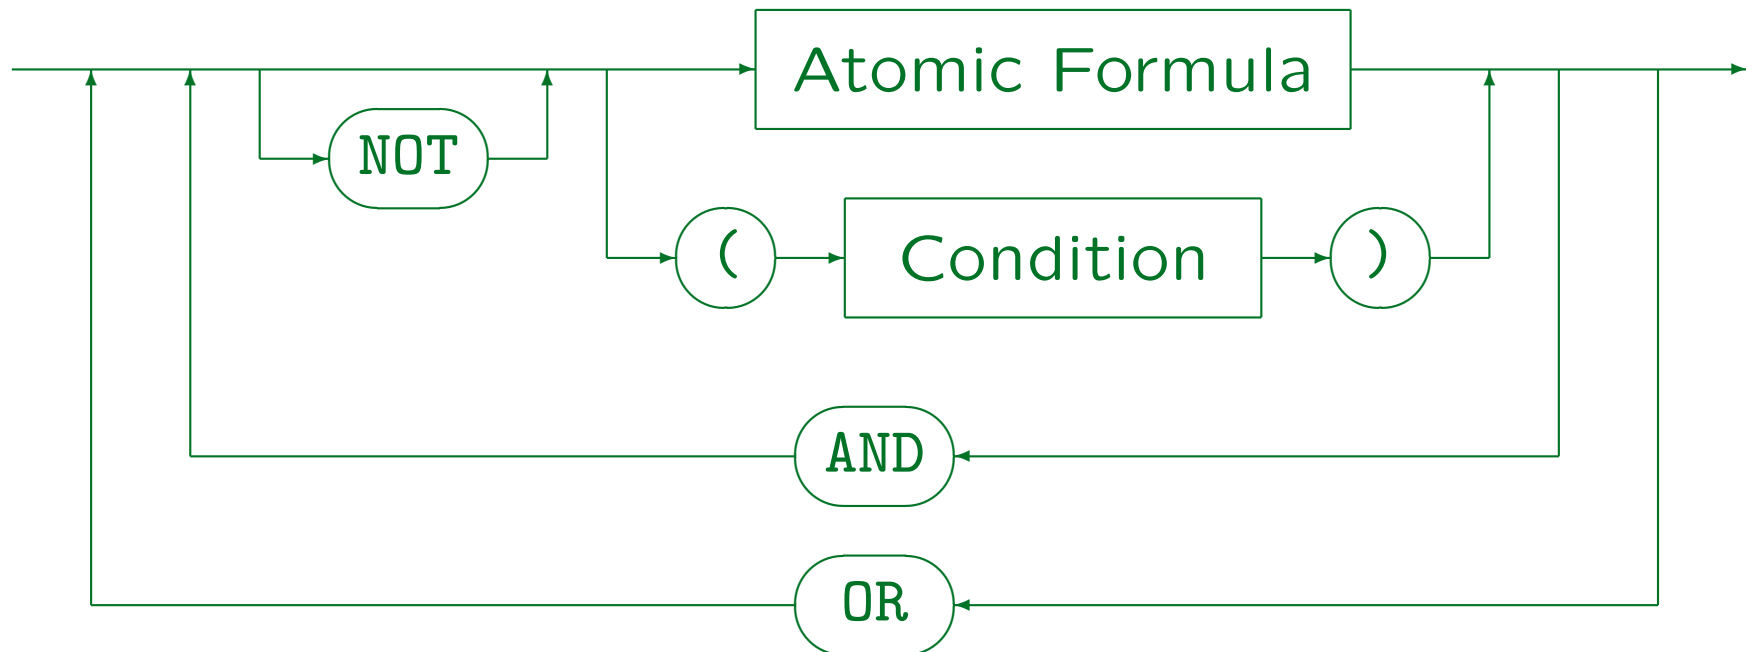 Atomic Formula
NOT
( Condition )
AND
OR